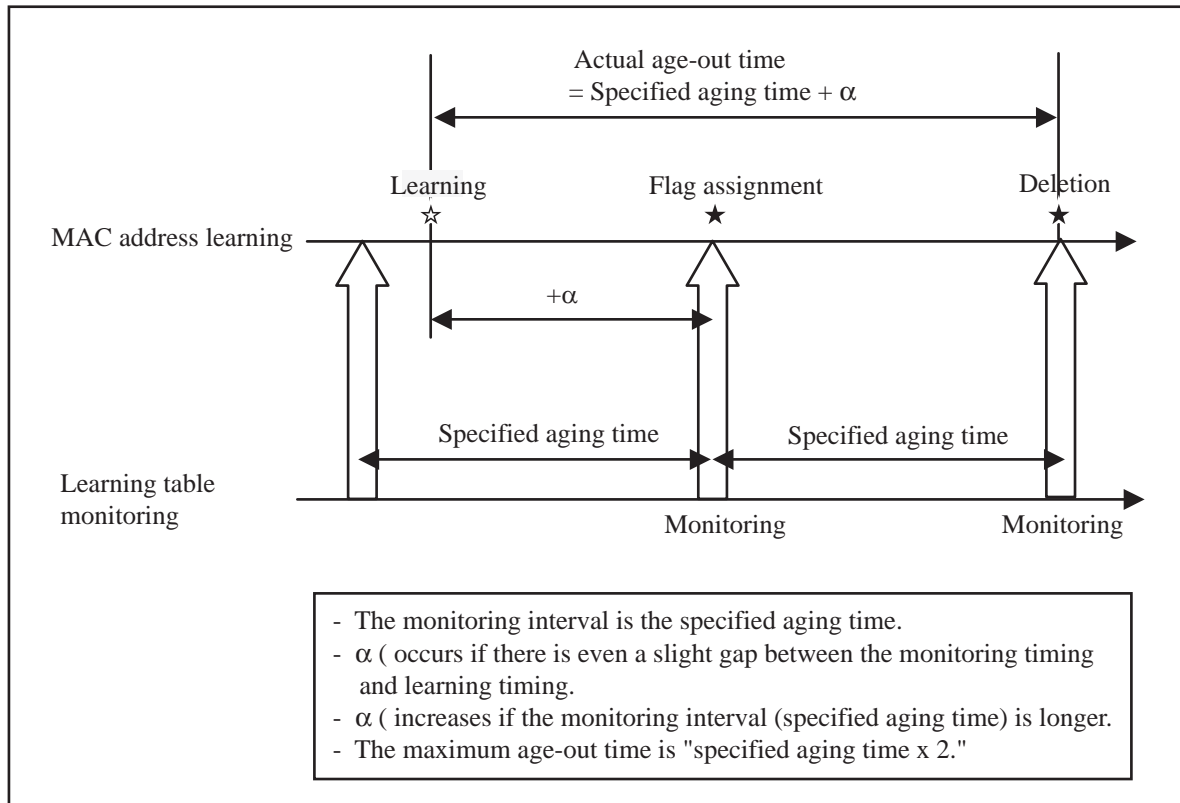 Actual age-out time
= Specified aging time + α
Learning
Flag assignment
Deletion
☆
★
★
MAC address learning
+α
Specified aging time
Specified aging time
Learning table
monitoring
Monitoring
Monitoring
- The monitoring interval is the specified aging time.
- α ( occurs if there is even a slight gap between the monitoring timing
and learning timing.
- α ( increases if the monitoring interval (specified aging time) is longer.
- The maximum age-out time is "specified aging time x 2."